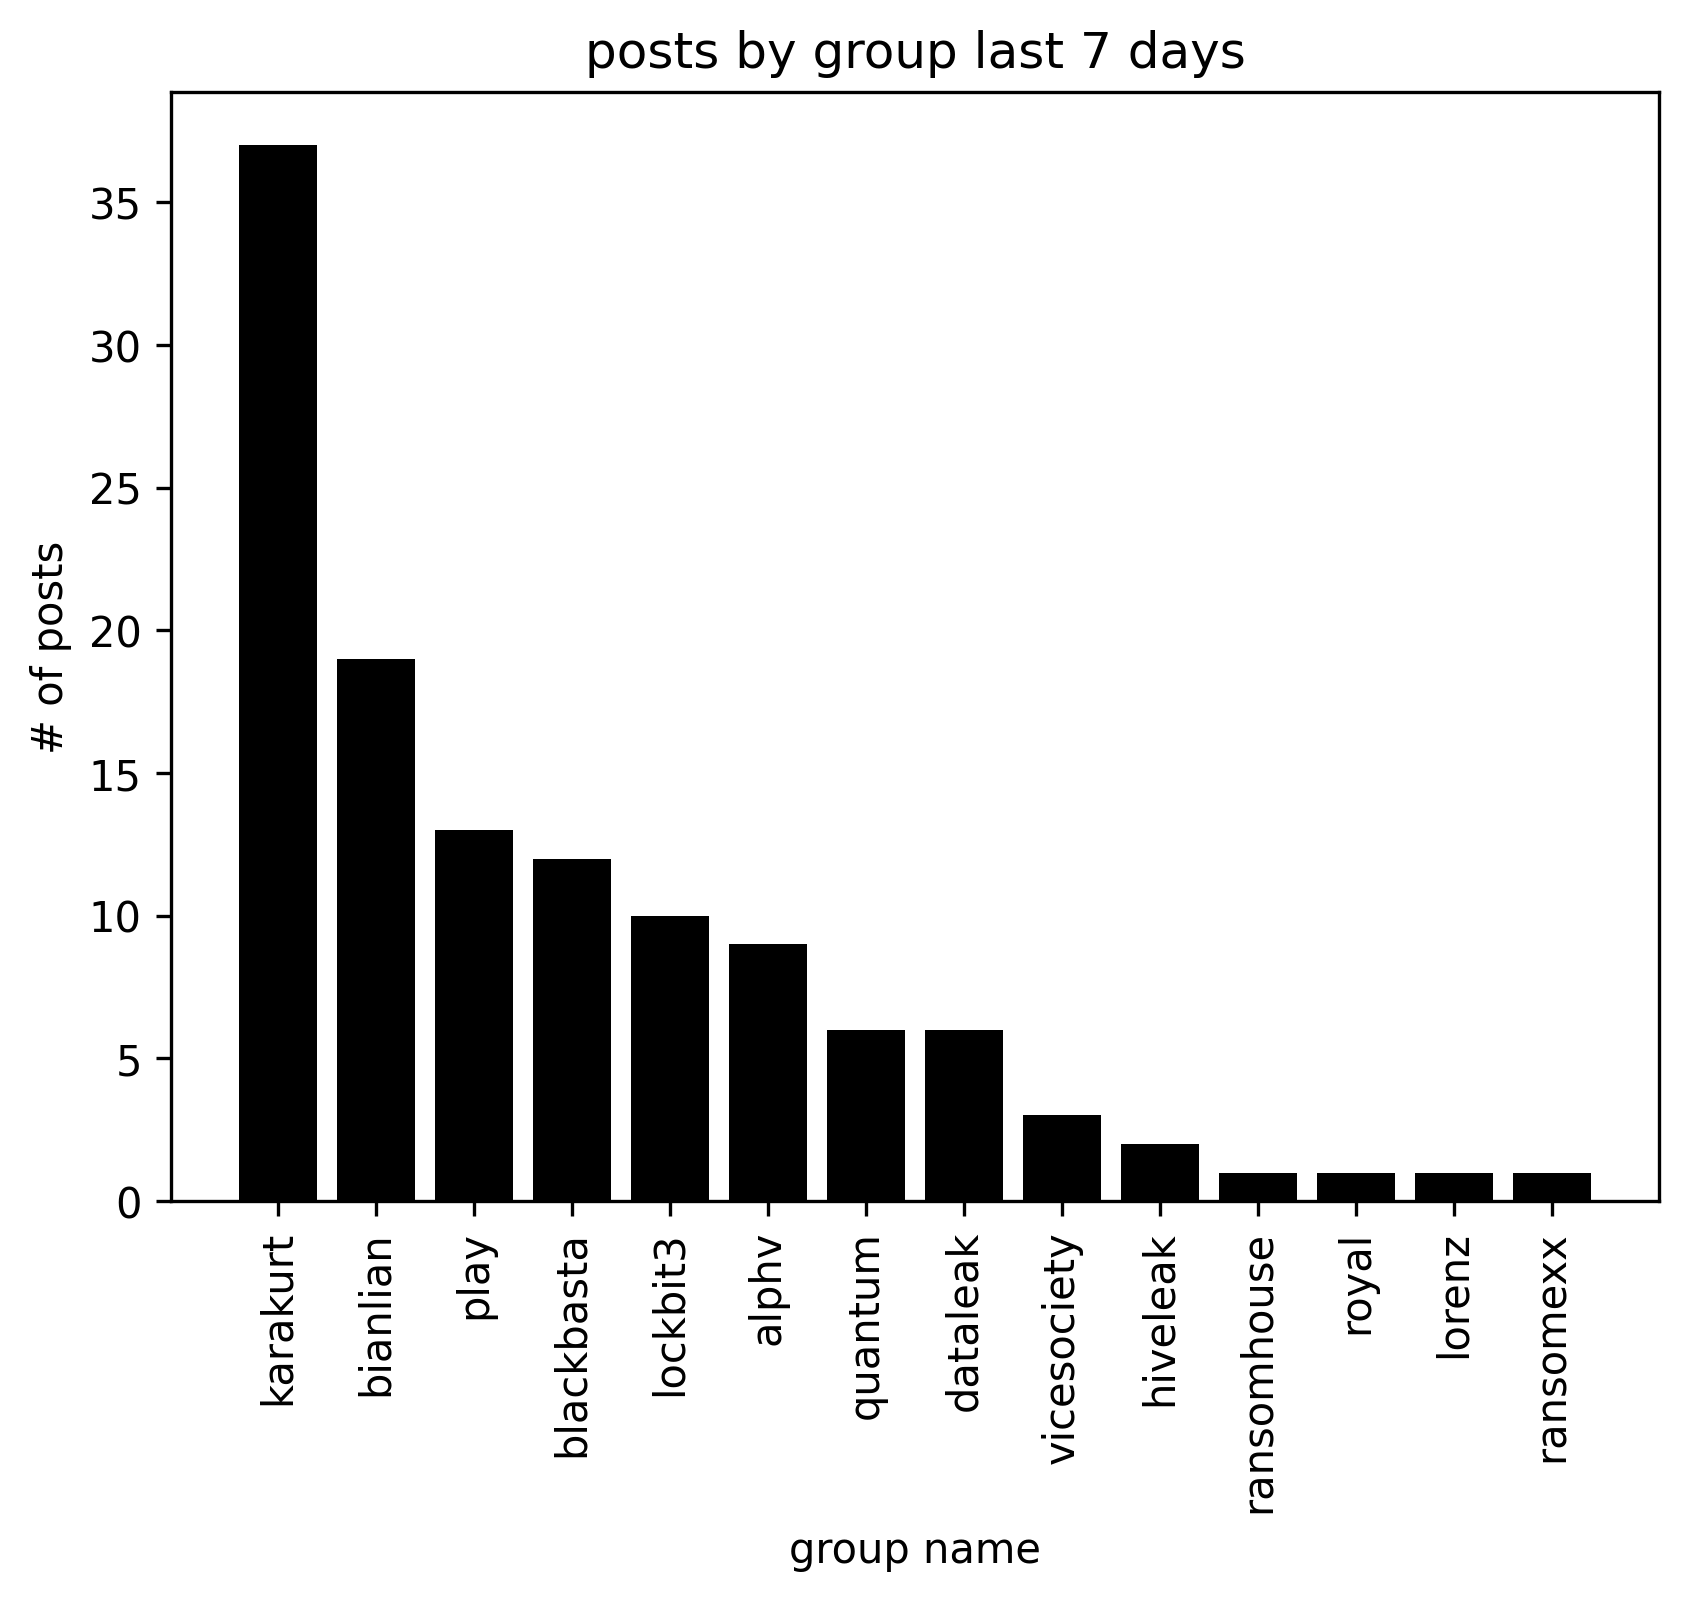 posts by group last 7 days
# of posts
35
30
25
20
15
10
5
0
karakurt
bianlian
play
blackbasta
lockbit3
alphv
quantum
dataleak
vicesociety
hiveleak
ransomhouse
royal
lorenz
ransomexx
group name